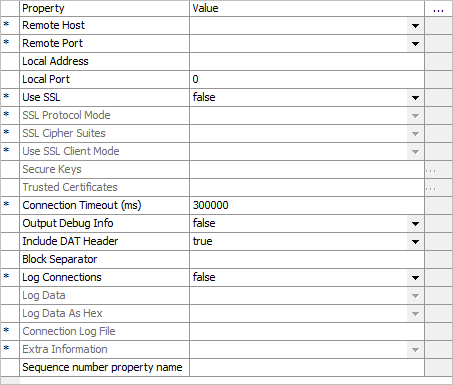 Property Value ...
* Remote Host
* Remote Port
Local Address
Local Port 0
* Use SSL false
* SSL Protocol Mode
* SSL Cipher Suites
* Use SSL Client Mode
Secure Keys ...
Trusted Certificates ...
* Connection Timeout (ms) 300000
Output Debug Info false
Include DAT Header true
Block Separator
* Log Connections false
Log Data
Log Data As Hex
* Connection Log File
* Extra Information
Sequence number property name